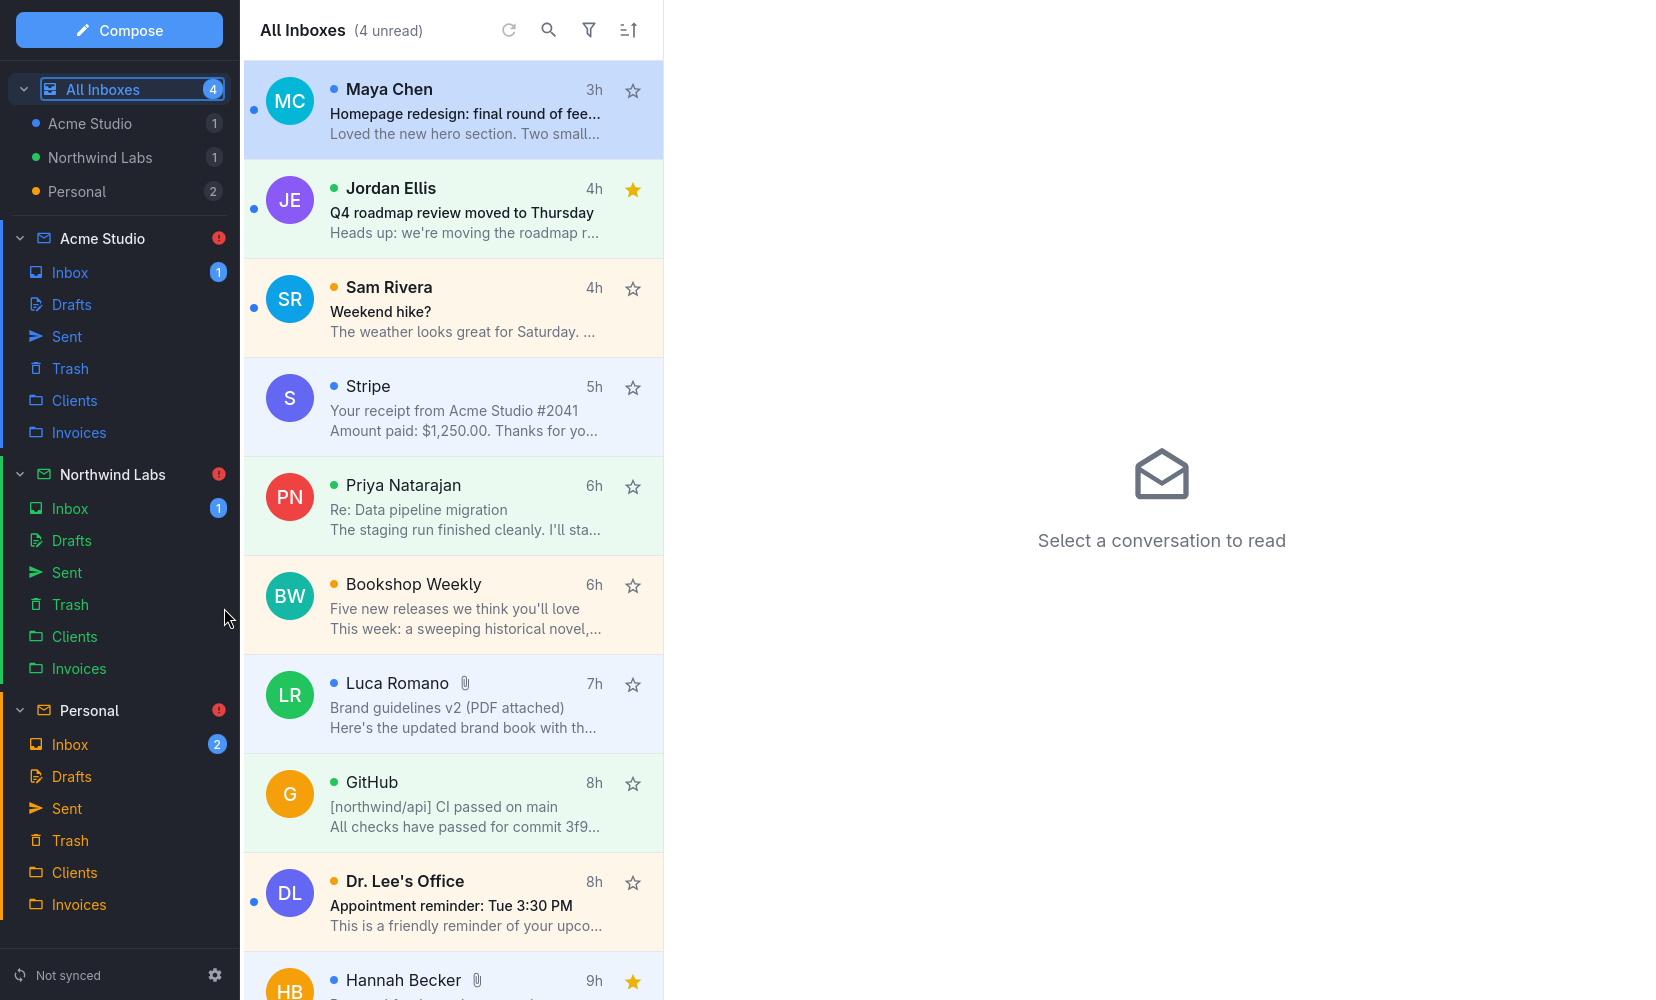 Compose
All Inboxes 4
Acme Studio 1
Northwind Labs 1
Personal 2
Acme Studio
Inbox 1
Drafts
Sent
Trash
Clients
Invoices
Northwind Labs
Inbox 1
Drafts
Sent
Trash
Clients
Invoices
Personal
Inbox 2
Drafts
Sent
Trash
Clients
Invoices
Not synced
All Inboxes (4 unread)
MC Maya Chen 3h
Homepage redesign: final round of fee...
Loved the new hero section. Two small...
JE Jordan Ellis 4h
Q4 roadmap review moved to Thursday
Heads up: we're moving the roadmap r...
SR Sam Rivera 4h
Weekend hike?
The weather looks great for Saturday. ...
S Stripe 5h
Your receipt from Acme Studio #2041
Amount paid: $1,250.00. Thanks for yo...
PN Priya Natarajan 6h
Re: Data pipeline migration
The staging run finished cleanly. I'll sta...
BW Bookshop Weekly 6h
Five new releases we think you'll love
This week: a sweeping historical novel,...
LR Luca Romano 7h
Brand guidelines v2 (PDF attached)
Here's the updated brand book with th...
G GitHub 8h
[northwind/api] CI passed on main
All checks have passed for commit 3f9...
DL Dr. Lee's Office 8h
Appointment reminder: Tue 3:30 PM
This is a friendly reminder of your upco...
HB Hannah Becker 9h
Select a conversation to read